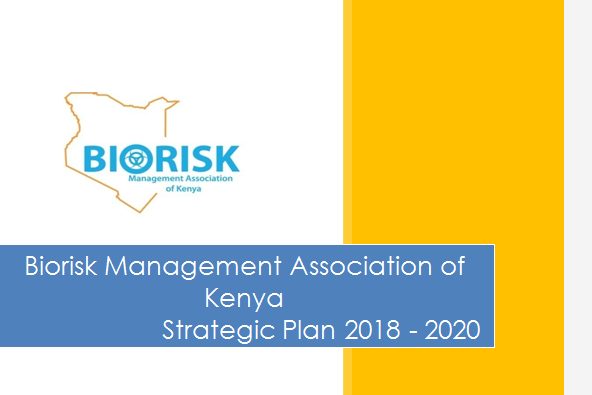 BIORISK
Management Association
of Kenya
Biorisk Management Association of
Kenya
Strategic Plan 2018 - 2020